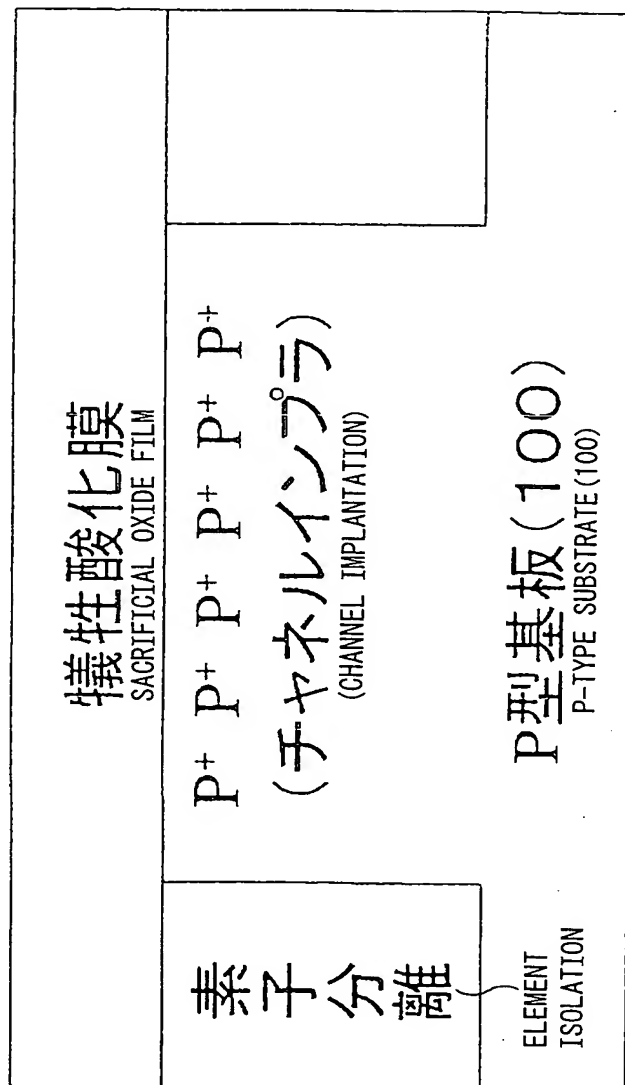 犠牲酸化膜
SACRIFICIAL OXIDE FILM
P⁺ P⁺ P⁺ P⁺ P⁺ P⁺
(チャネルインプラ)
(CHANNEL IMPLANTATION)
素子分離
ELEMENT
ISOLATION
P型基板(100)
P-TYPE SUBSTRATE(100)